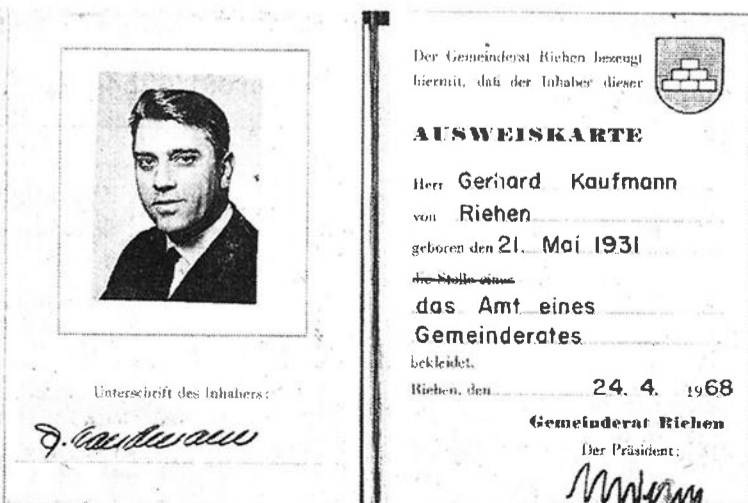 Unterschrift des Inhabers:
G. Kaufmann
Der Gemeinderat Riehen bezeugt
hiermit, daß der Inhaber dieser
AUSWEISKARTE
Herr Gerhard Kaufmann
von Riehen
geboren den 21. Mai 1931
die Stelle eines
das Amt eines
Gemeinderates
bekleidet.
Riehen, den 24. 4. 1968
Gemeinderat Riehen
Der Präsident: